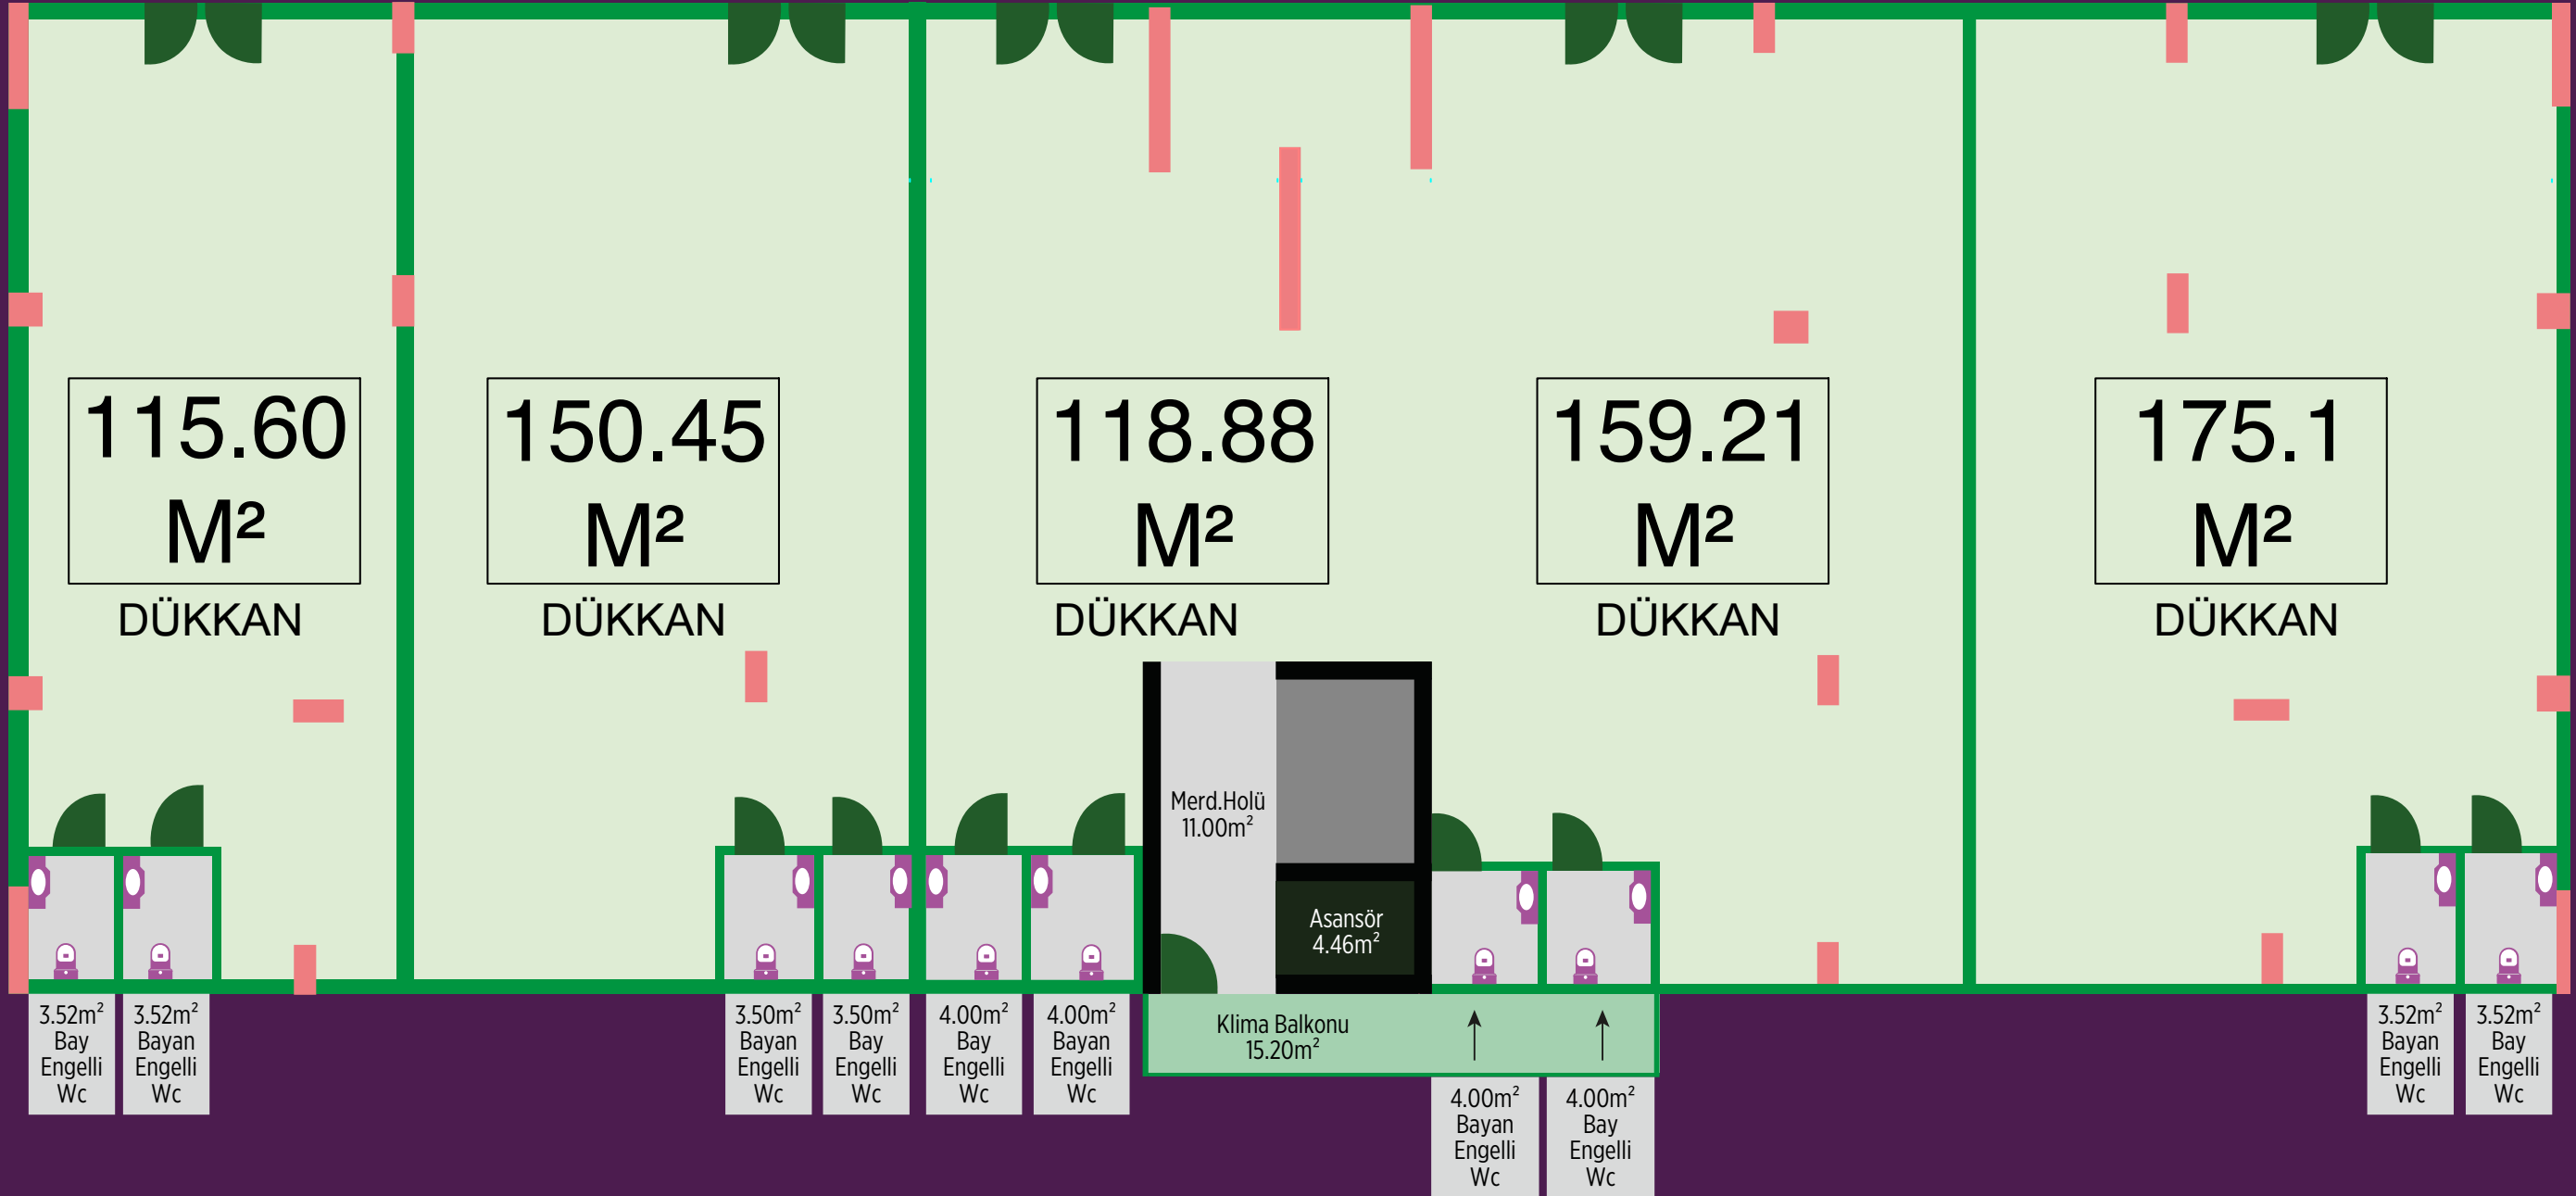 115.60
M²
DÜKKAN
150.45
M²
DÜKKAN
118.88
M²
DÜKKAN
159.21
M²
DÜKKAN
175.1
M²
DÜKKAN
Merd.Holü
11.00m²
Asansör
4.46m²
Klima Balkonu
15.20m²
3.52m²
Bay
Engelli
Wc
3.52m²
Bayan
Engelli
Wc
3.50m²
Bayan
Engelli
Wc
3.50m²
Bay
Engelli
Wc
4.00m²
Bay
Engelli
Wc
4.00m²
Bayan
Engelli
Wc
4.00m²
Bayan
Engelli
Wc
4.00m²
Bay
Engelli
Wc
3.52m²
Bayan
Engelli
Wc
3.52m²
Bay
Engelli
Wc